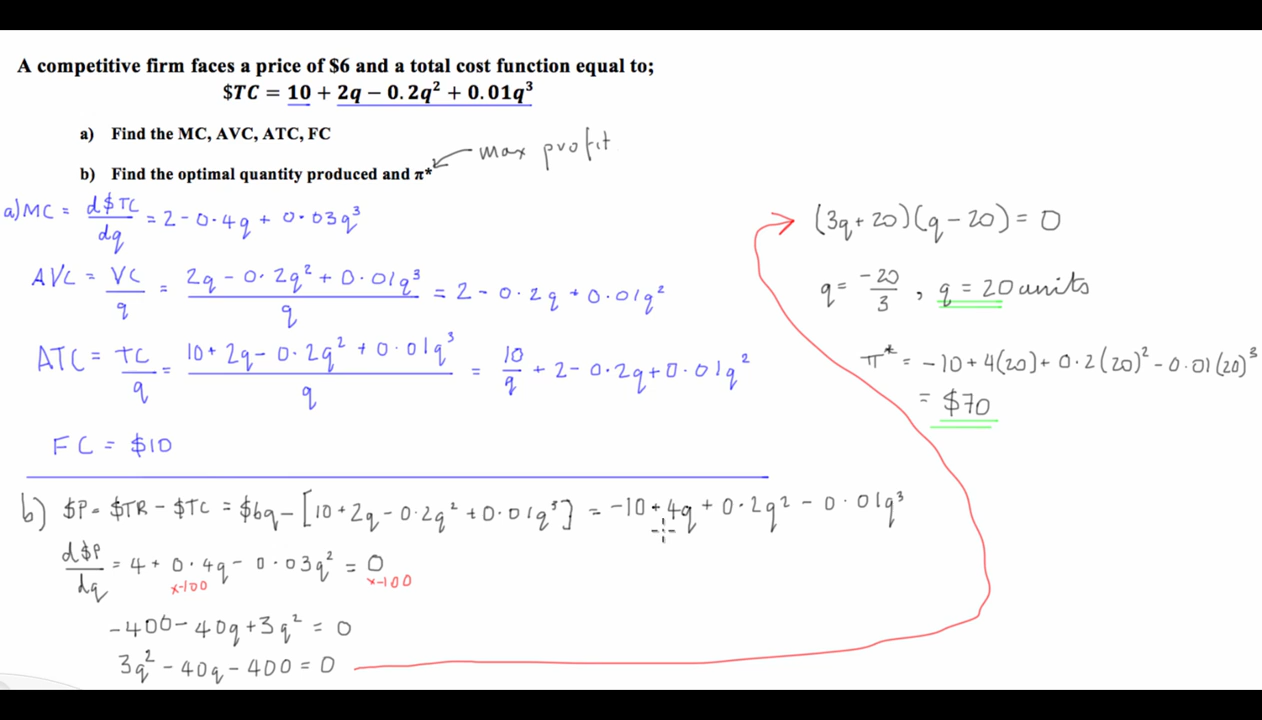 A competitive firm faces a price of $6 and a total cost function equal to;
$TC = 10 + 2q − 0.2q² + 0.01q³
a) Find the MC, AVC, ATC, FC
b) Find the optimal quantity produced and π*
max profit
a) MC = d$TC/dq = 2 - 0.4q + 0.03q³
AVC = VC/q = (2q - 0.2q² + 0.01q³)/q = 2 - 0.2q + 0.01q²
ATC = TC/q = (10 + 2q - 0.2q² + 0.01q³)/q = 10/q + 2 - 0.2q + 0.01q²
FC = $10
b) $P = $TR - $TC = $6q - [10 + 2q - 0.2q² + 0.01q³] = -10 + 4q + 0.2q² - 0.01q³
d$P/dq = 4 + 0.4q - 0.03q² = 0
x-100 x-100
-400 - 40q + 3q² = 0
3q² - 40q - 400 = 0
(3q + 20)(q - 20) = 0
q = -20/3 , q = 20 units
π* = -10 + 4(20) + 0.2(20)² - 0.01(20)³
= $70